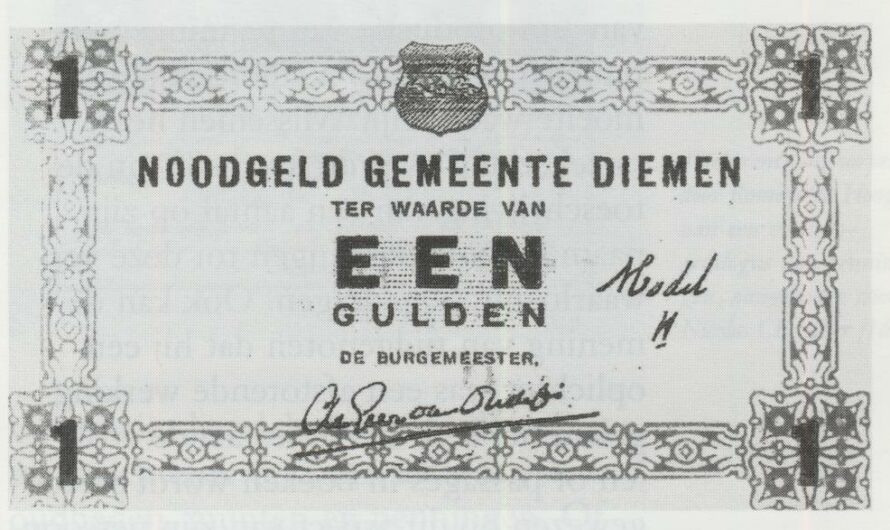 1 1
NOODGELD GEMEENTE DIEMEN
TER WAARDE VAN
EEN
GULDEN
Model
H
DE BURGEMEESTER,
1 1